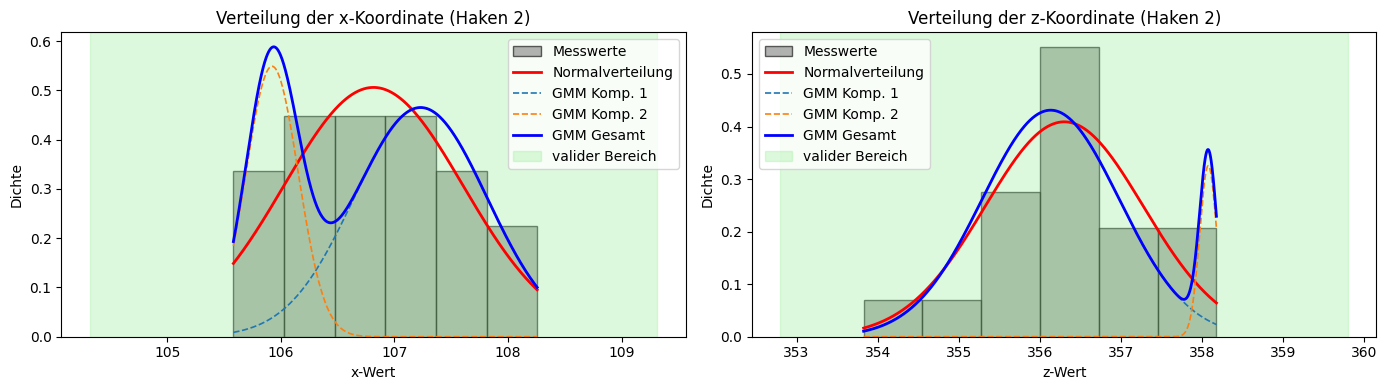 Verteilung der x-Koordinate (Haken 2)
0.6
0.5
0.4
0.3
0.2
0.1
0.0
Dichte
Messwerte
Normalverteilung
GMM Komp. 1
GMM Komp. 2
GMM Gesamt
valider Bereich
105 106 107 108 109
x-Wert
Verteilung der z-Koordinate (Haken 2)
0.5
0.4
0.3
0.2
0.1
0.0
Dichte
Messwerte
Normalverteilung
GMM Komp. 1
GMM Komp. 2
GMM Gesamt
valider Bereich
353 354 355 356 357 358 359 360
z-Wert